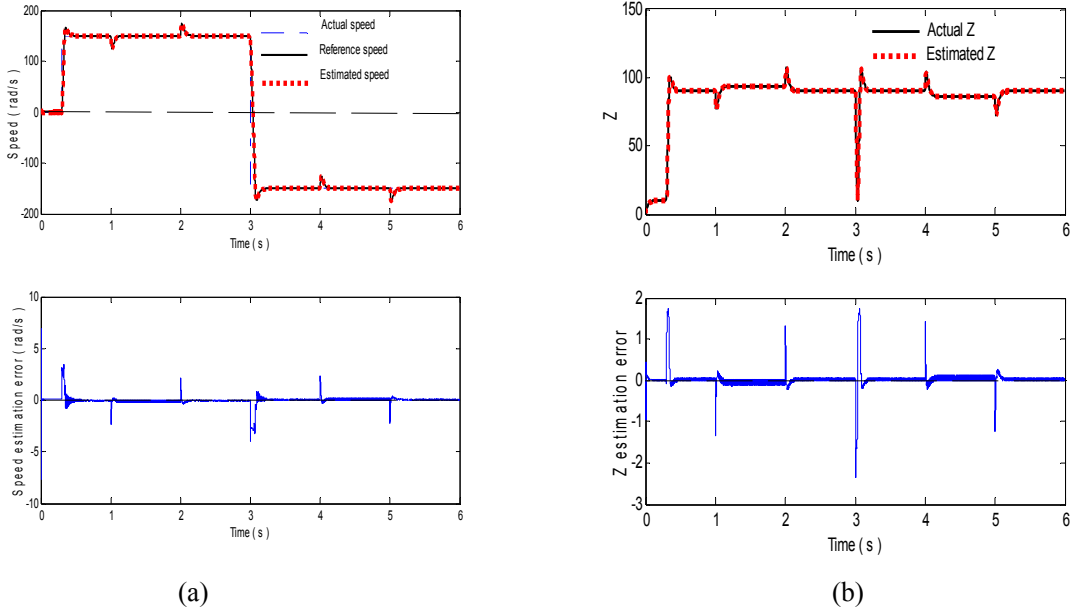 200
100
0
-100
-200
Speed (rad/s)
Actual speed
Reference speed
Estimated speed
0 1 2 3 4 5 6
Time (s)
150
100
50
0
Z
Actual Z
Estimated Z
0 1 2 3 4 5 6
Time (s)
10
5
0
-5
-10
Speed estimation error (rad/s)
0 1 2 3 4 5 6
Time (s)
2
1
0
-1
-2
-3
Z estimation error
0 1 2 3 4 5 6
Time (s)
(a)
(b)